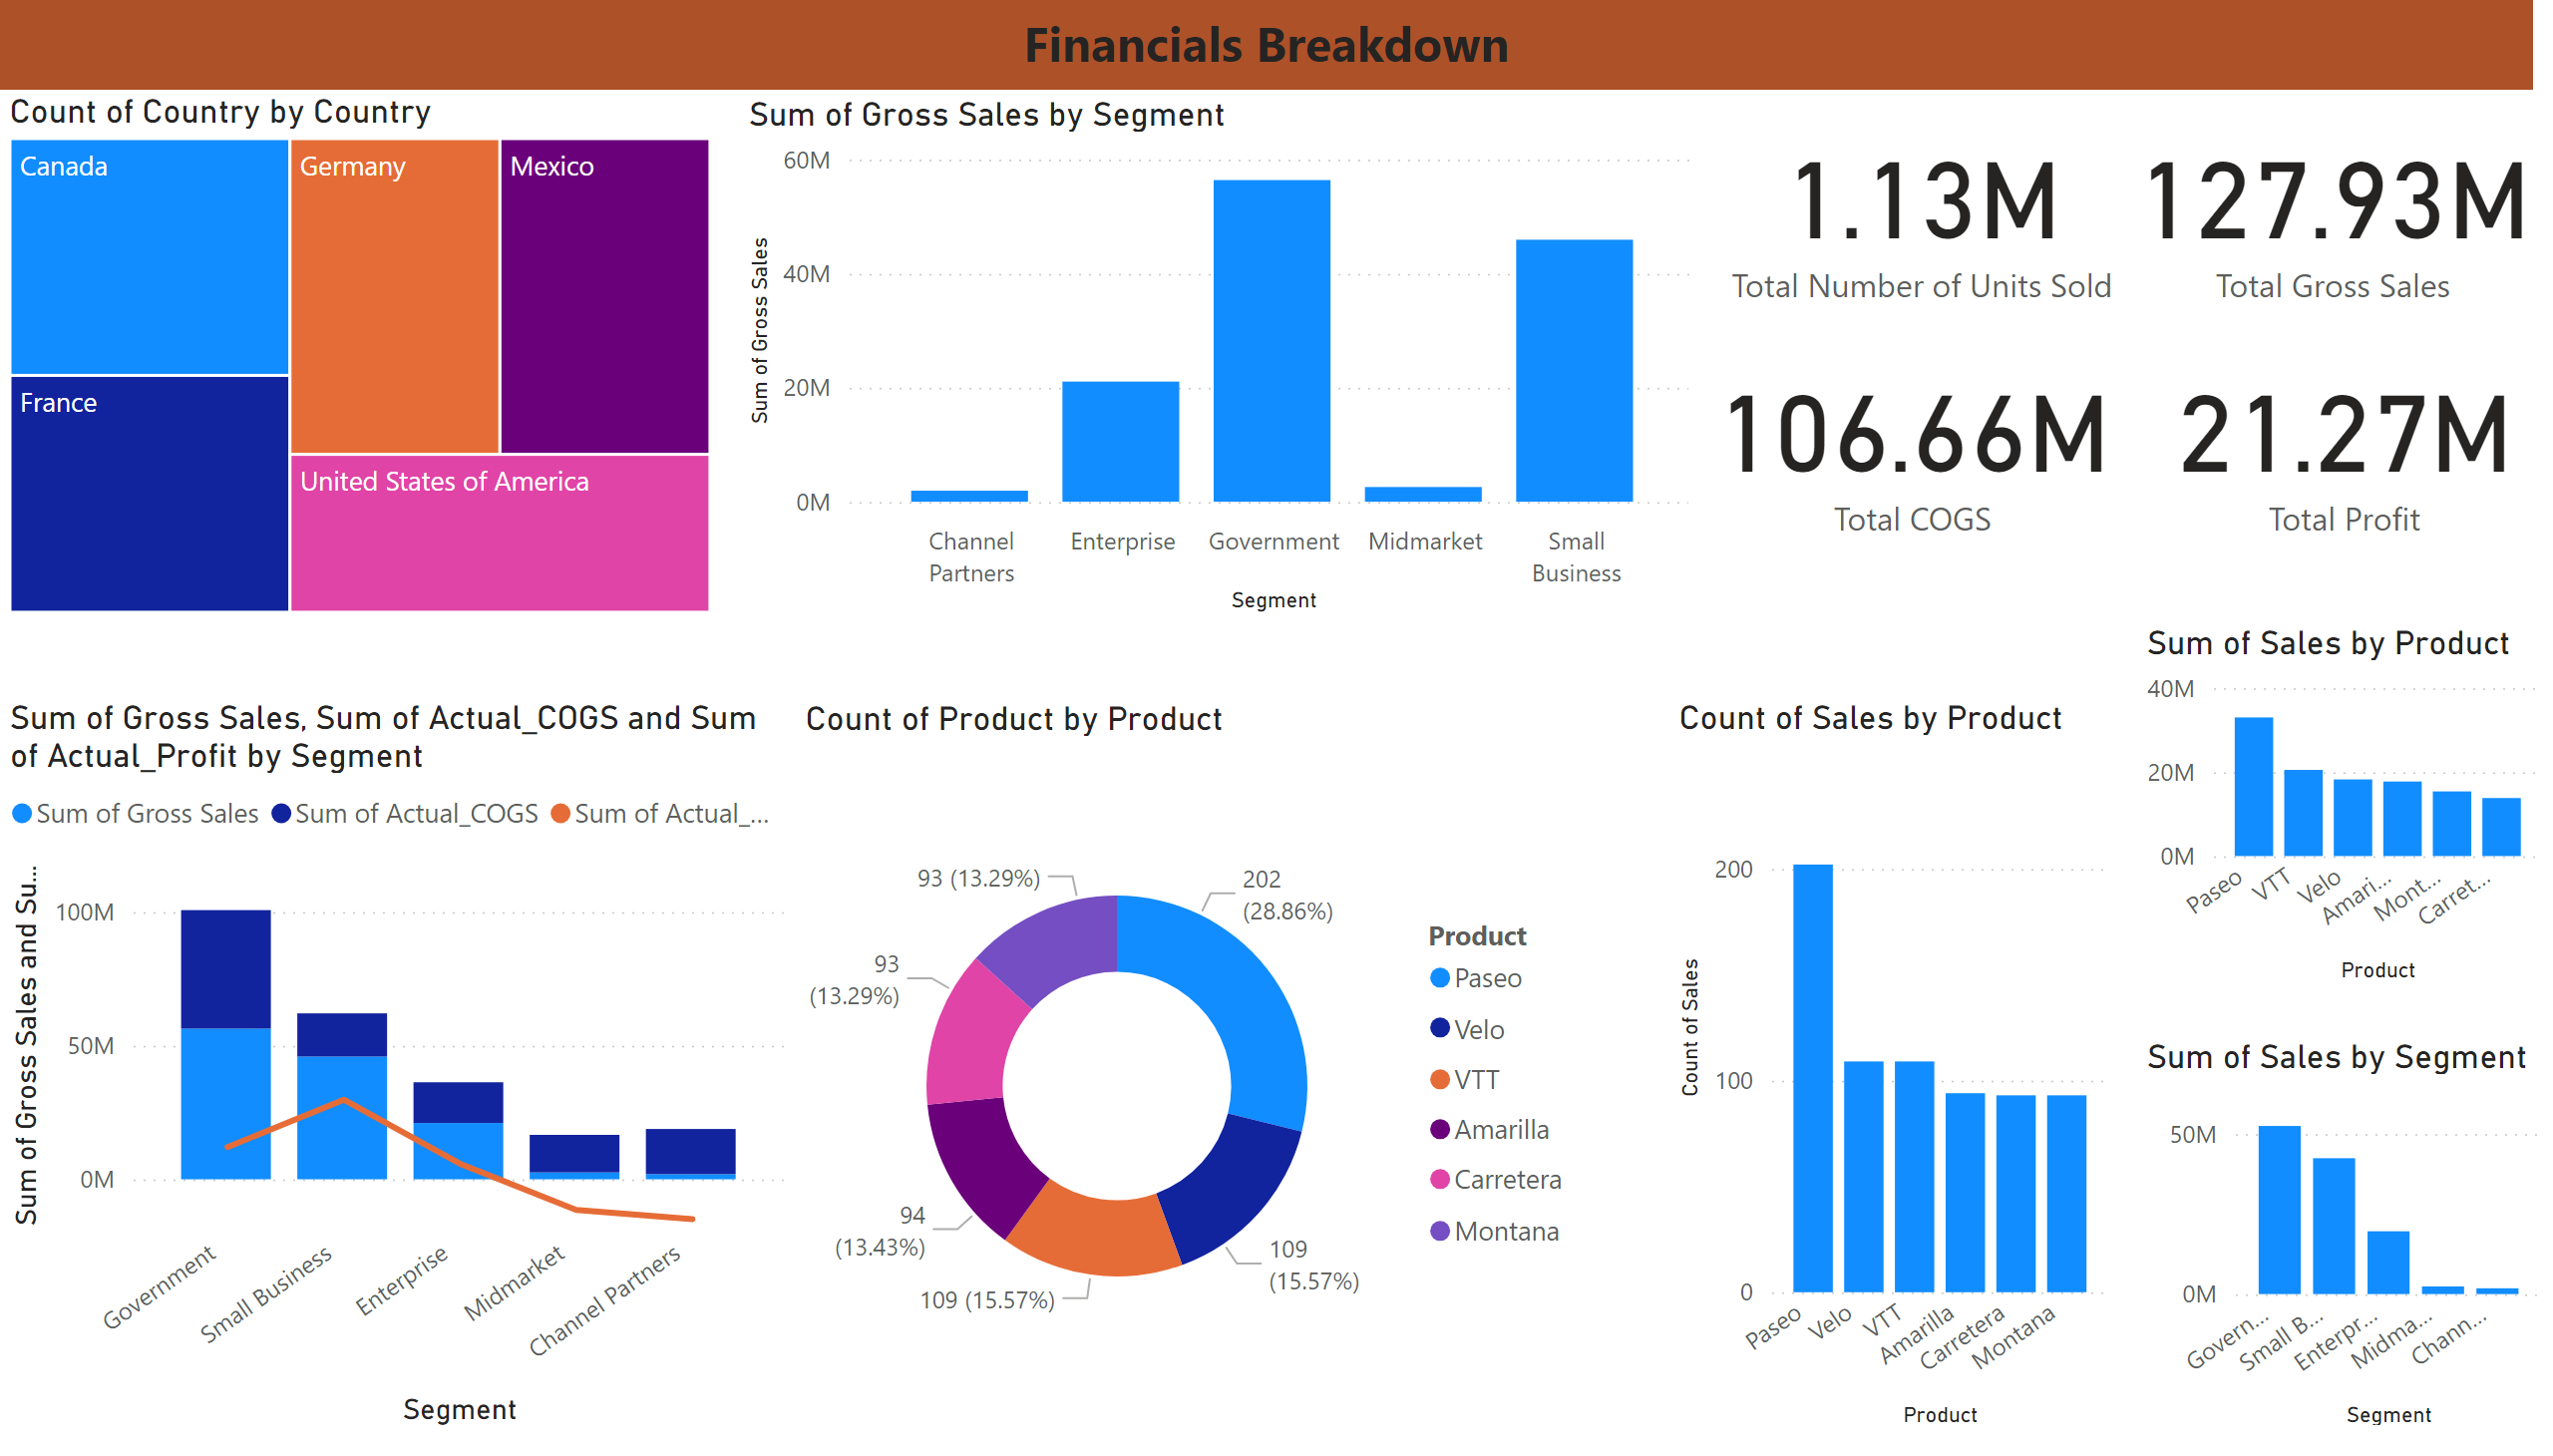 Financials Breakdown
Count of Country by Country
Canada
Germany
Mexico
France
United States of America
Sum of Gross Sales by Segment
Sum of Gross Sales
60M
40M
20M
0M
Channel
Partners
Enterprise
Government
Midmarket
Small
Business
Segment
1.13M
Total Number of Units Sold
127.93M
Total Gross Sales
106.66M
Total COGS
21.27M
Total Profit
Sum of Gross Sales, Sum of Actual_COGS and Sum
of Actual_Profit by Segment
Sum of Gross Sales
Sum of Actual_COGS
Sum of Actual_...
Sum of Gross Sales and Su...
100M
50M
0M
Government
Small Business
Enterprise
Midmarket
Channel Partners
Segment
Count of Product by Product
93 (13.29%)
202
(28.86%)
93
(13.29%)
94
(13.43%)
109 (15.57%)
109
(15.57%)
Product
Paseo
Velo
VTT
Amarilla
Carretera
Montana
Count of Sales by Product
Count of Sales
200
100
0
Paseo
Velo
VTT
Amarilla
Carretera
Montana
Product
Sum of Sales by Product
40M
20M
0M
Paseo
VTT
Velo
Amari...
Mont...
Carret...
Product
Sum of Sales by Segment
50M
0M
Govern...
Small B...
Enterpr...
Midma...
Chann...
Segment